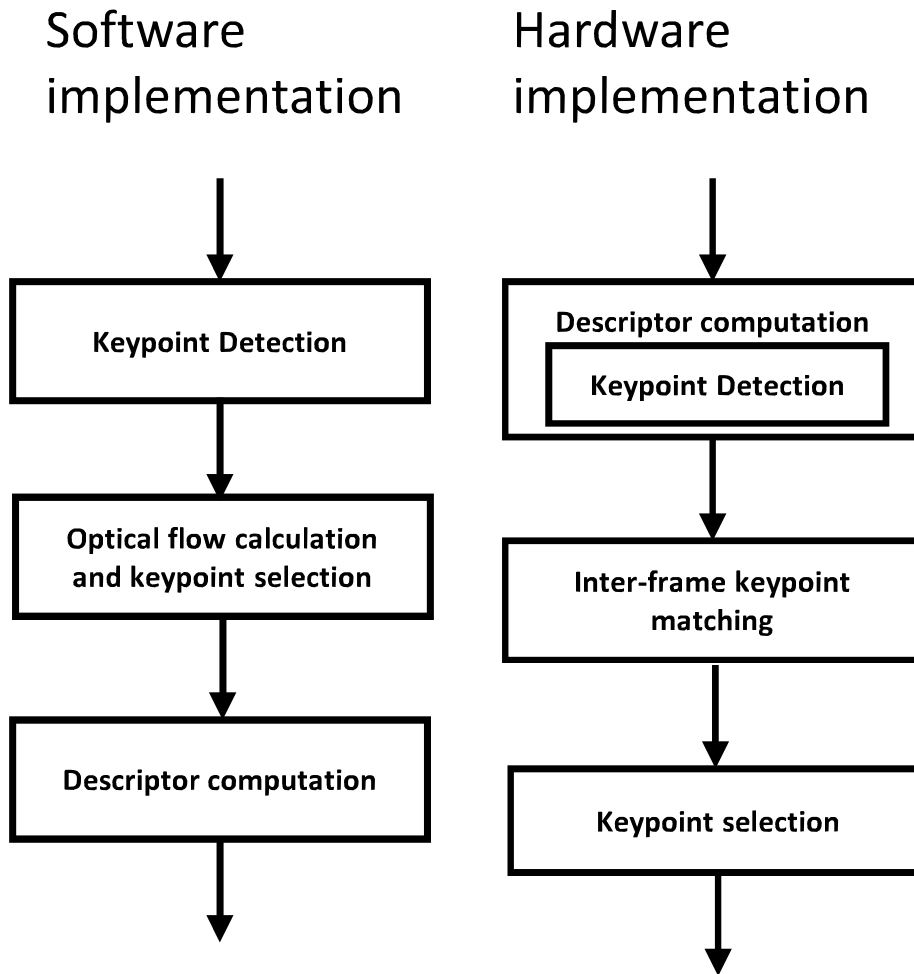 Software
implementation
Keypoint Detection
Optical flow calculation
and keypoint selection
Descriptor computation
Hardware
implementation
Descriptor computation
Keypoint Detection
Inter-frame keypoint
matching
Keypoint selection